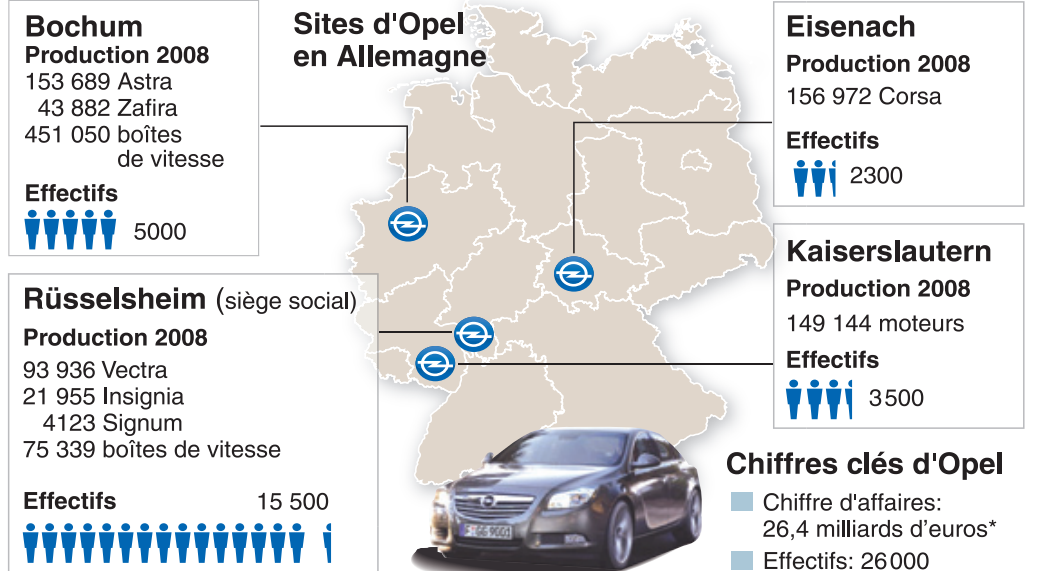 Sites d'Opel
en Allemagne
Bochum
Production 2008
153 689 Astra
43 882 Zafira
451 050 boîtes
de vitesse
Effectifs
5000
Rüsselsheim (siège social)
Production 2008
93 936 Vectra
21 955 Insignia
4123 Signum
75 339 boîtes de vitesse
Effectifs 15 500
Eisenach
Production 2008
156 972 Corsa
Effectifs
2300
Kaiserslautern
Production 2008
149 144 moteurs
Effectifs
3500
Chiffres clés d'Opel
Chiffre d'affaires:
26,4 milliards d'euros*
Effectifs: 26000